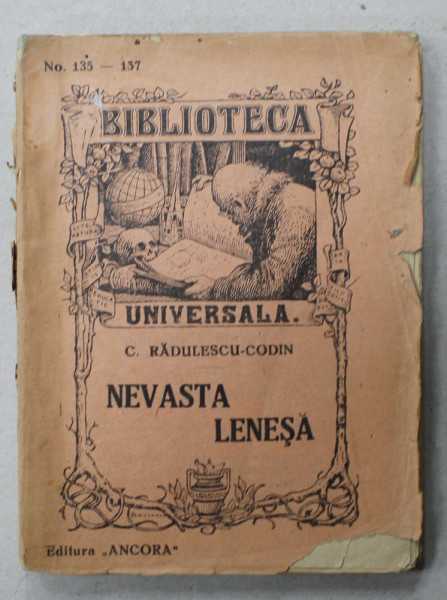 No. 135 — 137
BIBLIOTECA
UNIVERSALA.
C. RĂDULESCU-CODIN
NEVASTA
LENEŞĂ
Editura „ANCORA“